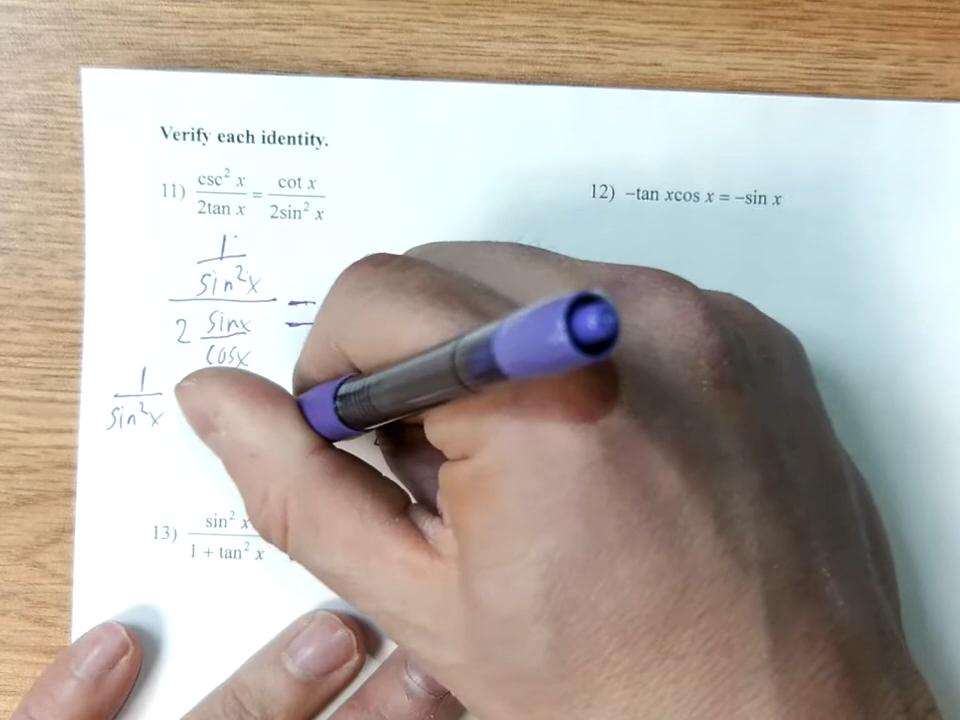 Verify each identity.
11) csc² x / 2tan x = cot x / 2sin² x
12) −tan xcos x = −sin x
1 / sin²x
=
2 sinx / cosx
1 / sin²x
13) sin² x / 1 + tan² x